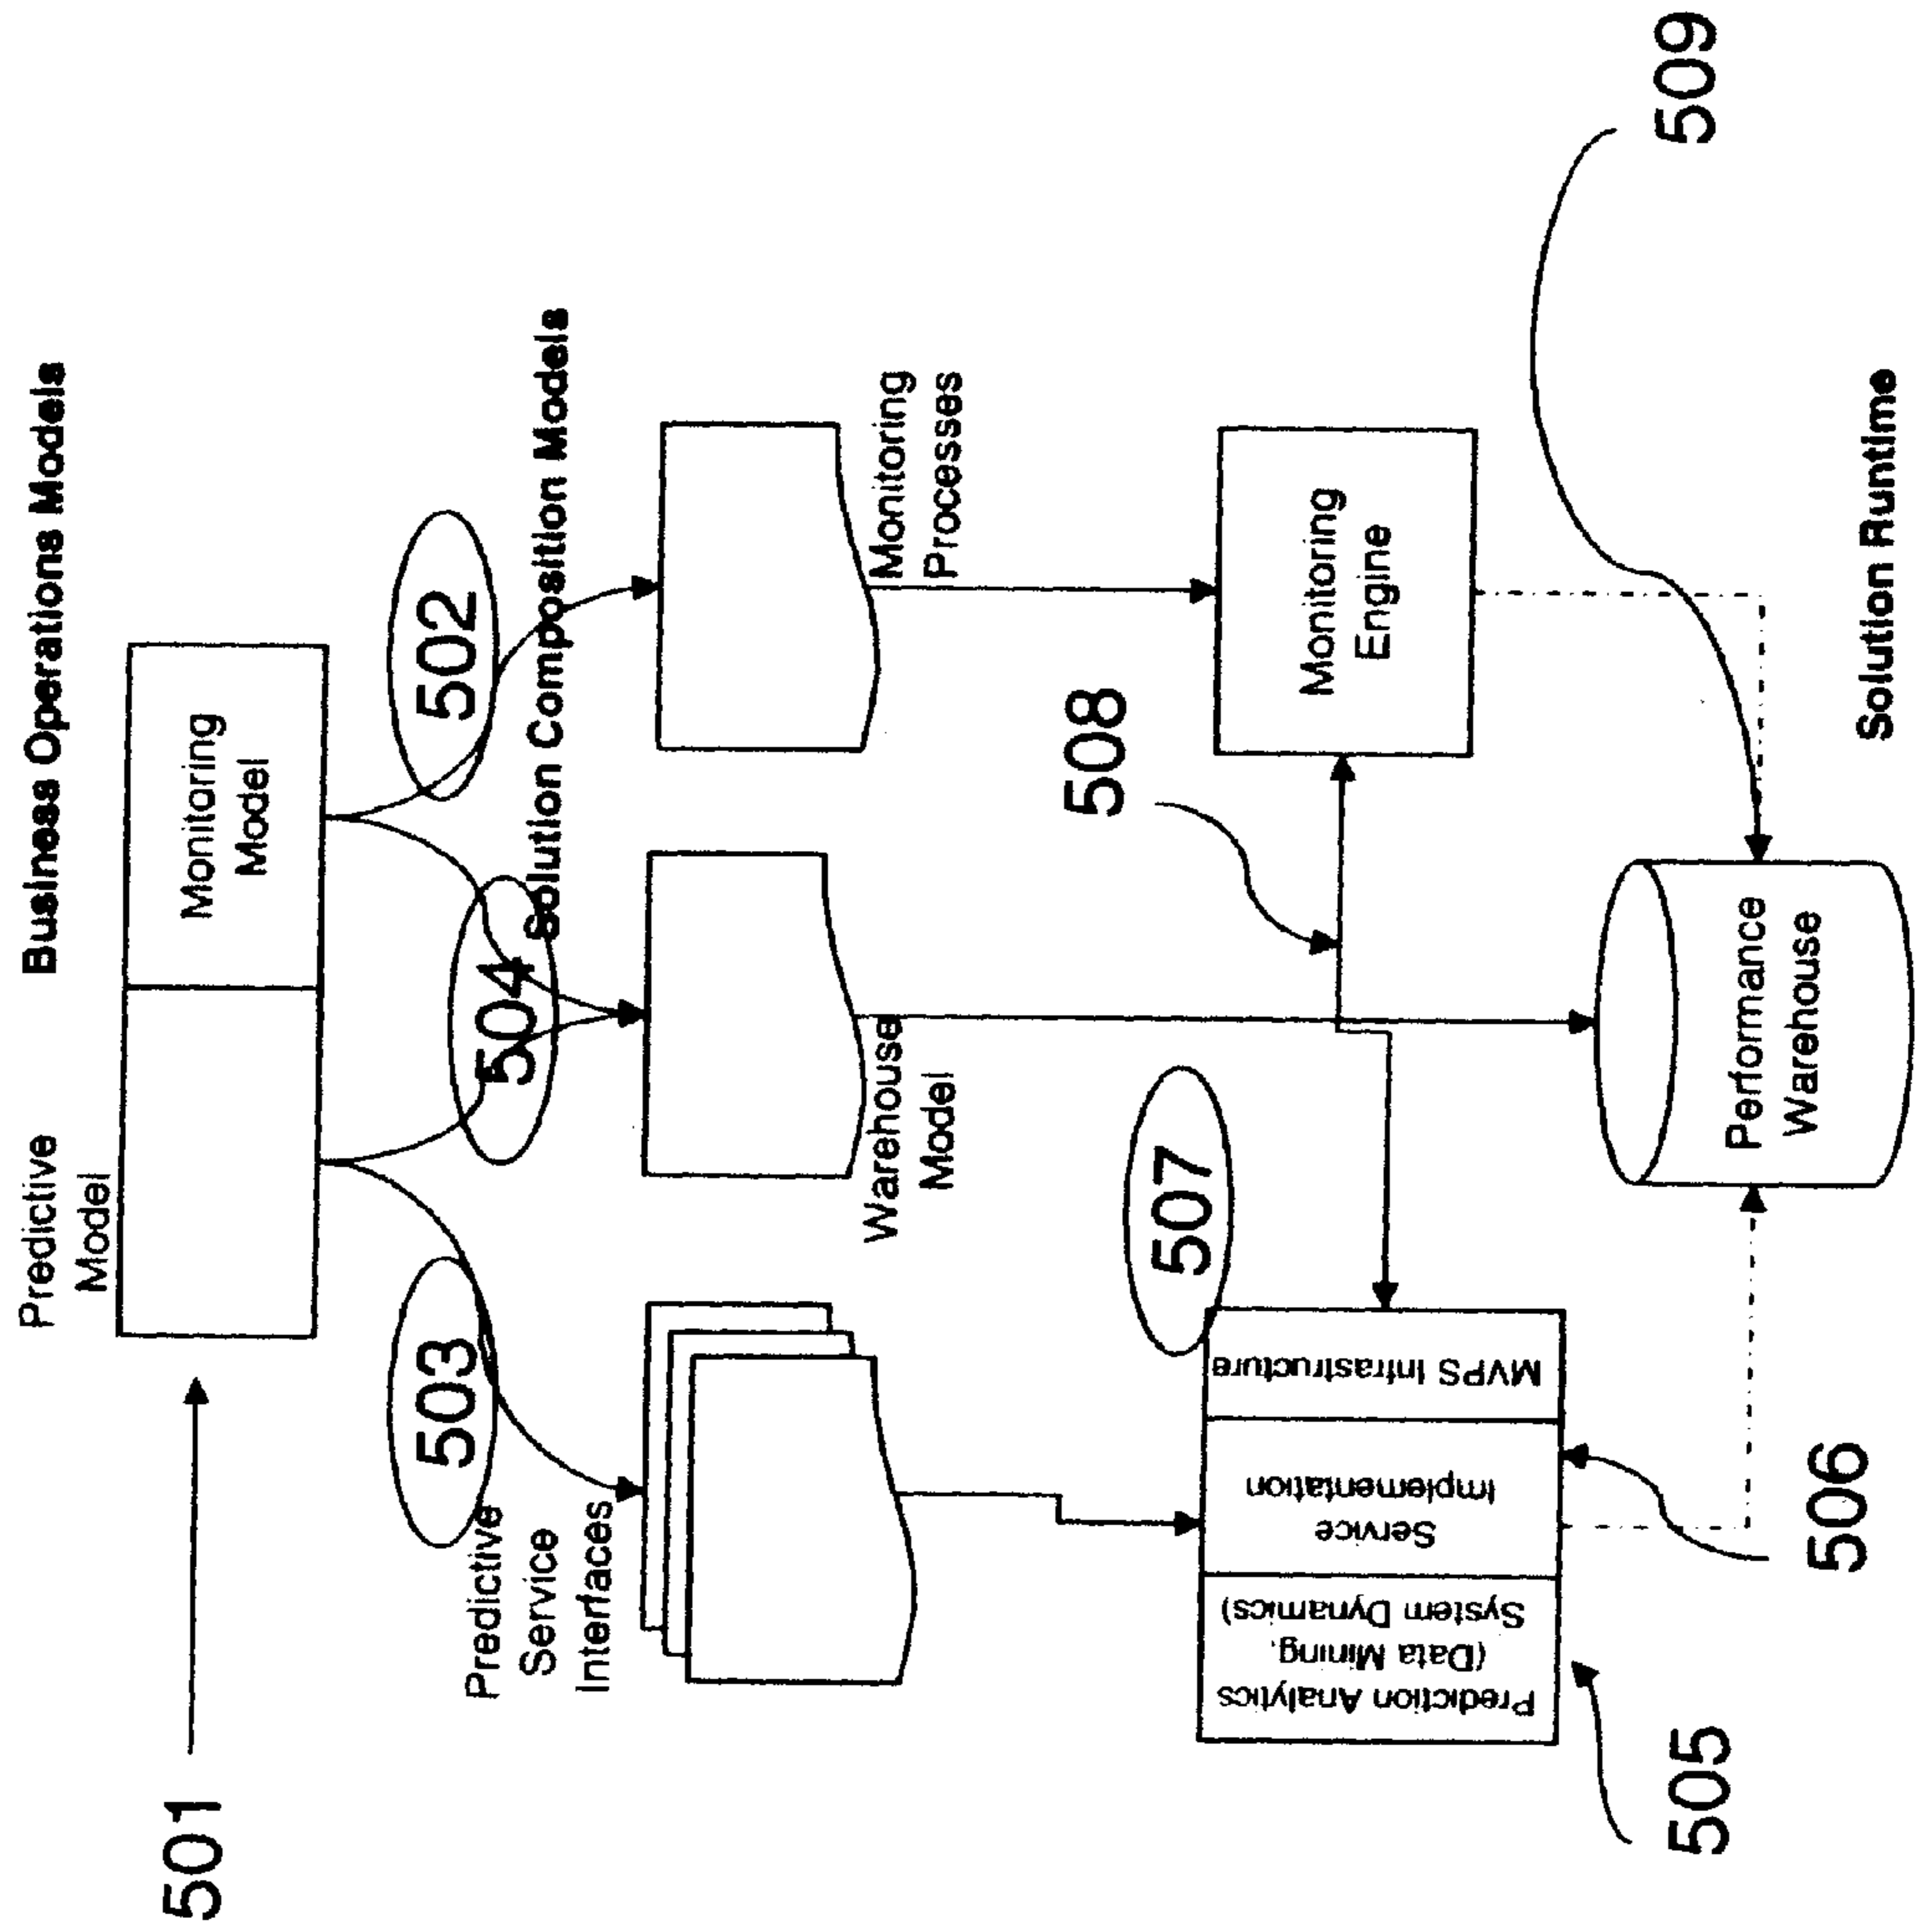 Business Operations Models
Predictive
Model
Monitoring
Model
501
502
503
504
Solution Composition Models
Predictive
Service
Interfaces
Warehouse
Model
Monitoring
Processes
507
508
Prediction Analytics
(Data Mining,
System Dynamics)
Service
Implementation
MVPS Infrastructure
Monitoring
Engine
505
506
Performance
Warehouse
509
Solution Runtime